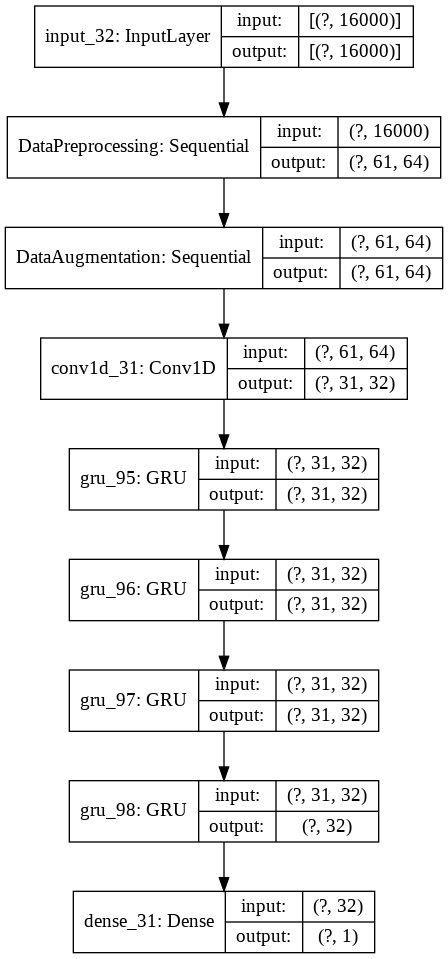 input_32: InputLayer
input: [(?, 16000)]
output: [(?, 16000)]
DataPreprocessing: Sequential
input: (?, 16000)
output: (?, 61, 64)
DataAugmentation: Sequential
input: (?, 61, 64)
output: (?, 61, 64)
conv1d_31: Conv1D
input: (?, 61, 64)
output: (?, 31, 32)
gru_95: GRU
input: (?, 31, 32)
output: (?, 31, 32)
gru_96: GRU
input: (?, 31, 32)
output: (?, 31, 32)
gru_97: GRU
input: (?, 31, 32)
output: (?, 31, 32)
gru_98: GRU
input: (?, 31, 32)
output: (?, 32)
dense_31: Dense
input: (?, 32)
output: (?, 1)